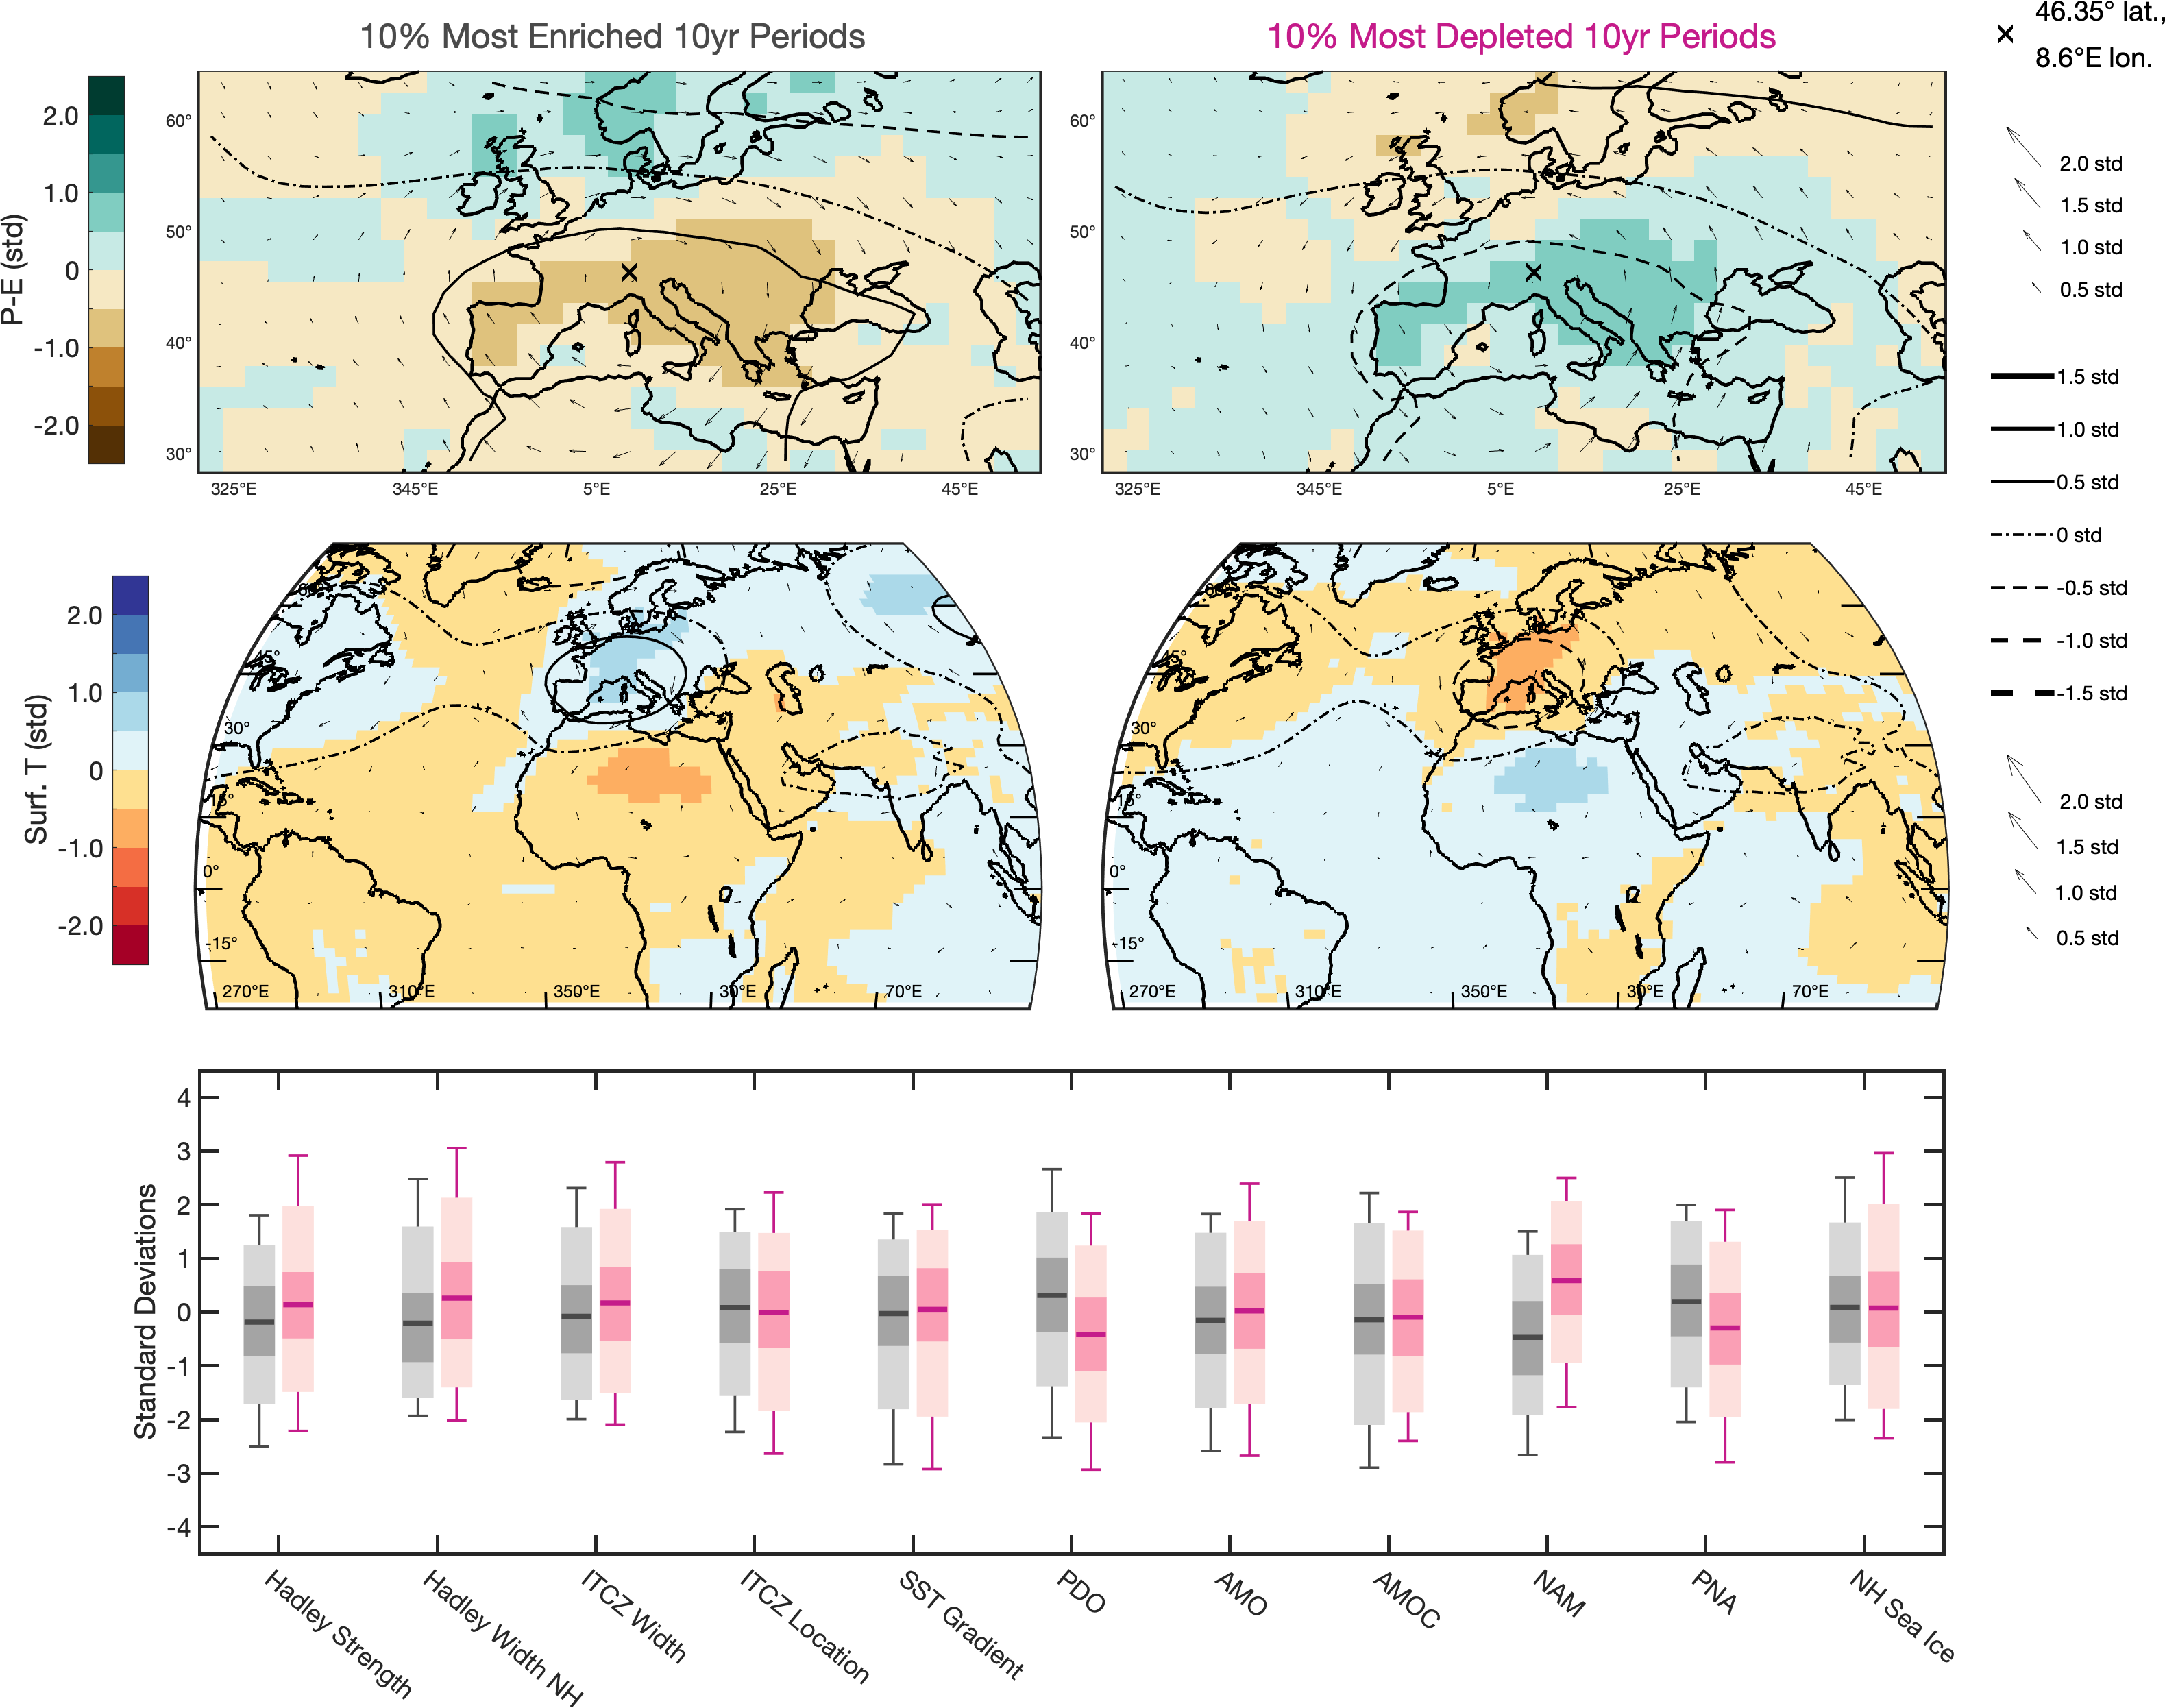 10% Most Enriched 10yr Periods
10% Most Depleted 10yr Periods
46.35° lat.,
8.6°E lon.
P-E (std)
2.0
1.0
0
-1.0
-2.0
60°
50°
40°
30°
325°E 345°E 5°E 25°E 45°E
60°
50°
40°
30°
325°E 345°E 5°E 25°E 45°E
2.0 std
1.5 std
1.0 std
0.5 std
1.5 std
1.0 std
0.5 std
0 std
-0.5 std
-1.0 std
-1.5 std
Surf. T (std)
2.0
1.0
0
-1.0
-2.0
60°
45°
30°
15°
0°
-15°
270°E 310°E 350°E 30°E 70°E
60°
45°
30°
15°
0°
-15°
270°E 310°E 350°E 30°E 70°E
2.0 std
1.5 std
1.0 std
0.5 std
Standard Deviations
4
3
2
1
0
-1
-2
-3
-4
Hadley Strength
Hadley Width NH
ITCZ Width
ITCZ Location
SST Gradient
PDO
AMO
AMOC
NAM
PNA
NH Sea Ice